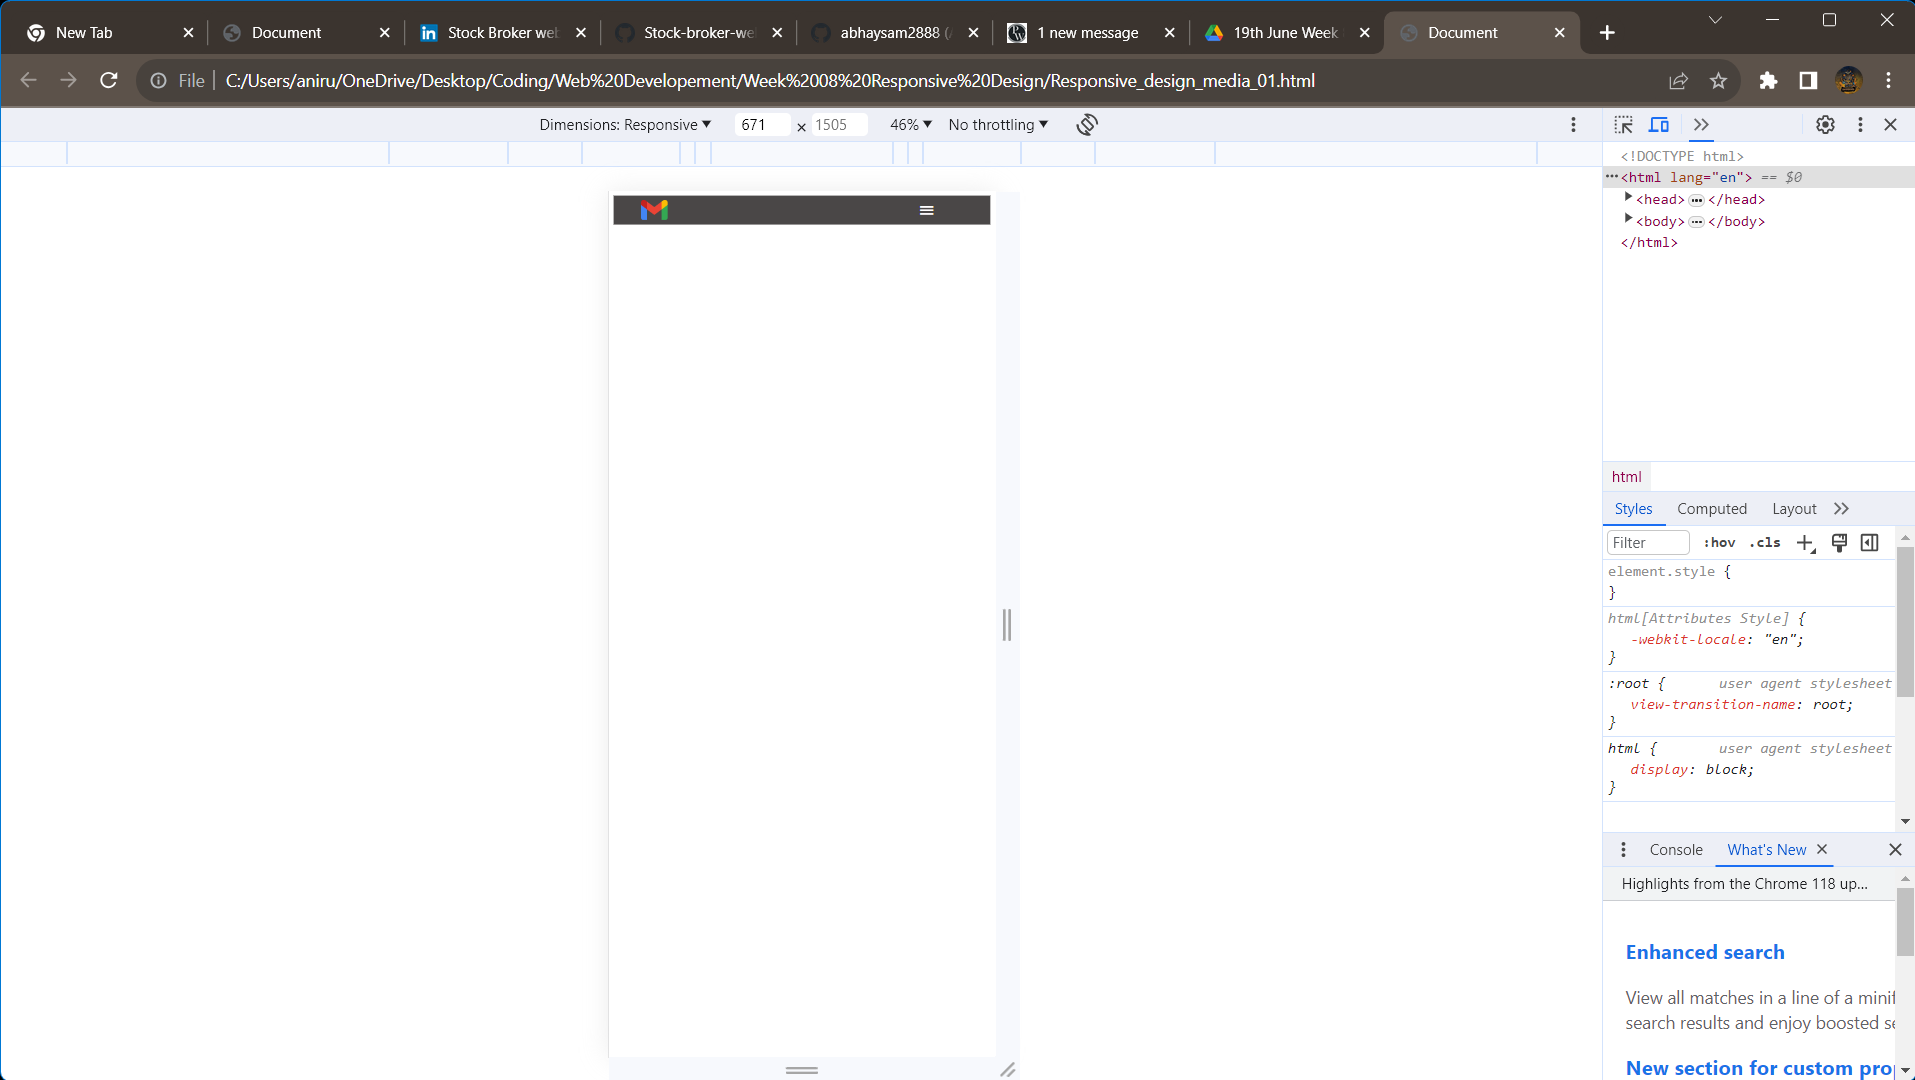 New Tab
Document
Stock Broker we
Stock-broker-we
abhaysam2888 (
1 new message
19th June Week
Document
File
C:/Users/aniru/OneDrive/Desktop/Coding/Web%20Developement/Week%2008%20Responsive%20Design/Responsive_design_media_01.html
Dimensions: Responsive
671
×
1505
46%
No throttling
<!DOCTYPE html>
<html lang="en"> == $0
<head> </head>
<body> </body>
</html>
html
Styles
Computed
Layout
Filter
:hov
.cls
element.style {
}
html[Attributes Style] {
-webkit-locale: "en";
}
:root {
user agent stylesheet
view-transition-name: root;
}
html {
user agent stylesheet
display: block;
}
Console
What's New
Highlights from the Chrome 118 up...
Enhanced search
View all matches in a line of a minif
search results and enjoy boosted se
New section for custom prop